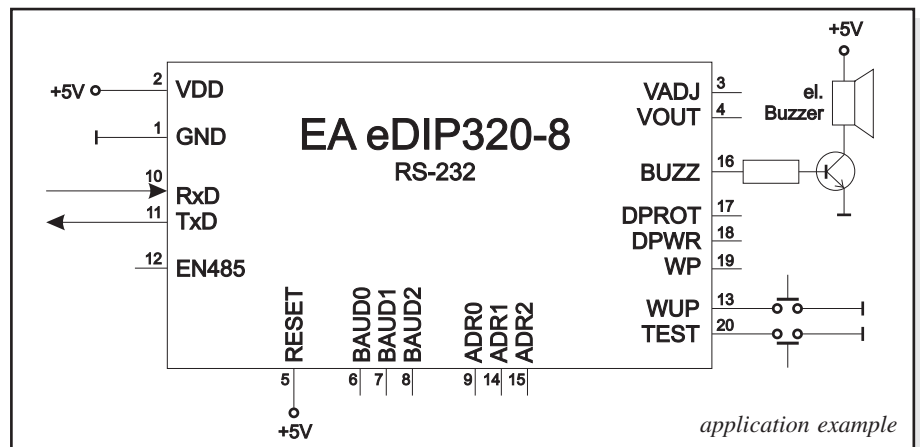 +5V
2
VDD
+5V
1
GND
EA eDIP320-8
RS-232
10
RxD
11
TxD
12
EN485
VADJ
3
VOUT
4
el.
Buzzer
BUZZ
16
DPROT
17
DPWR
18
WP
19
WUP
13
TEST
20
RESET
BAUD0
BAUD1
BAUD2
ADR0
ADR1
ADR2
5
6
7
8
9
14
15
+5V
application example